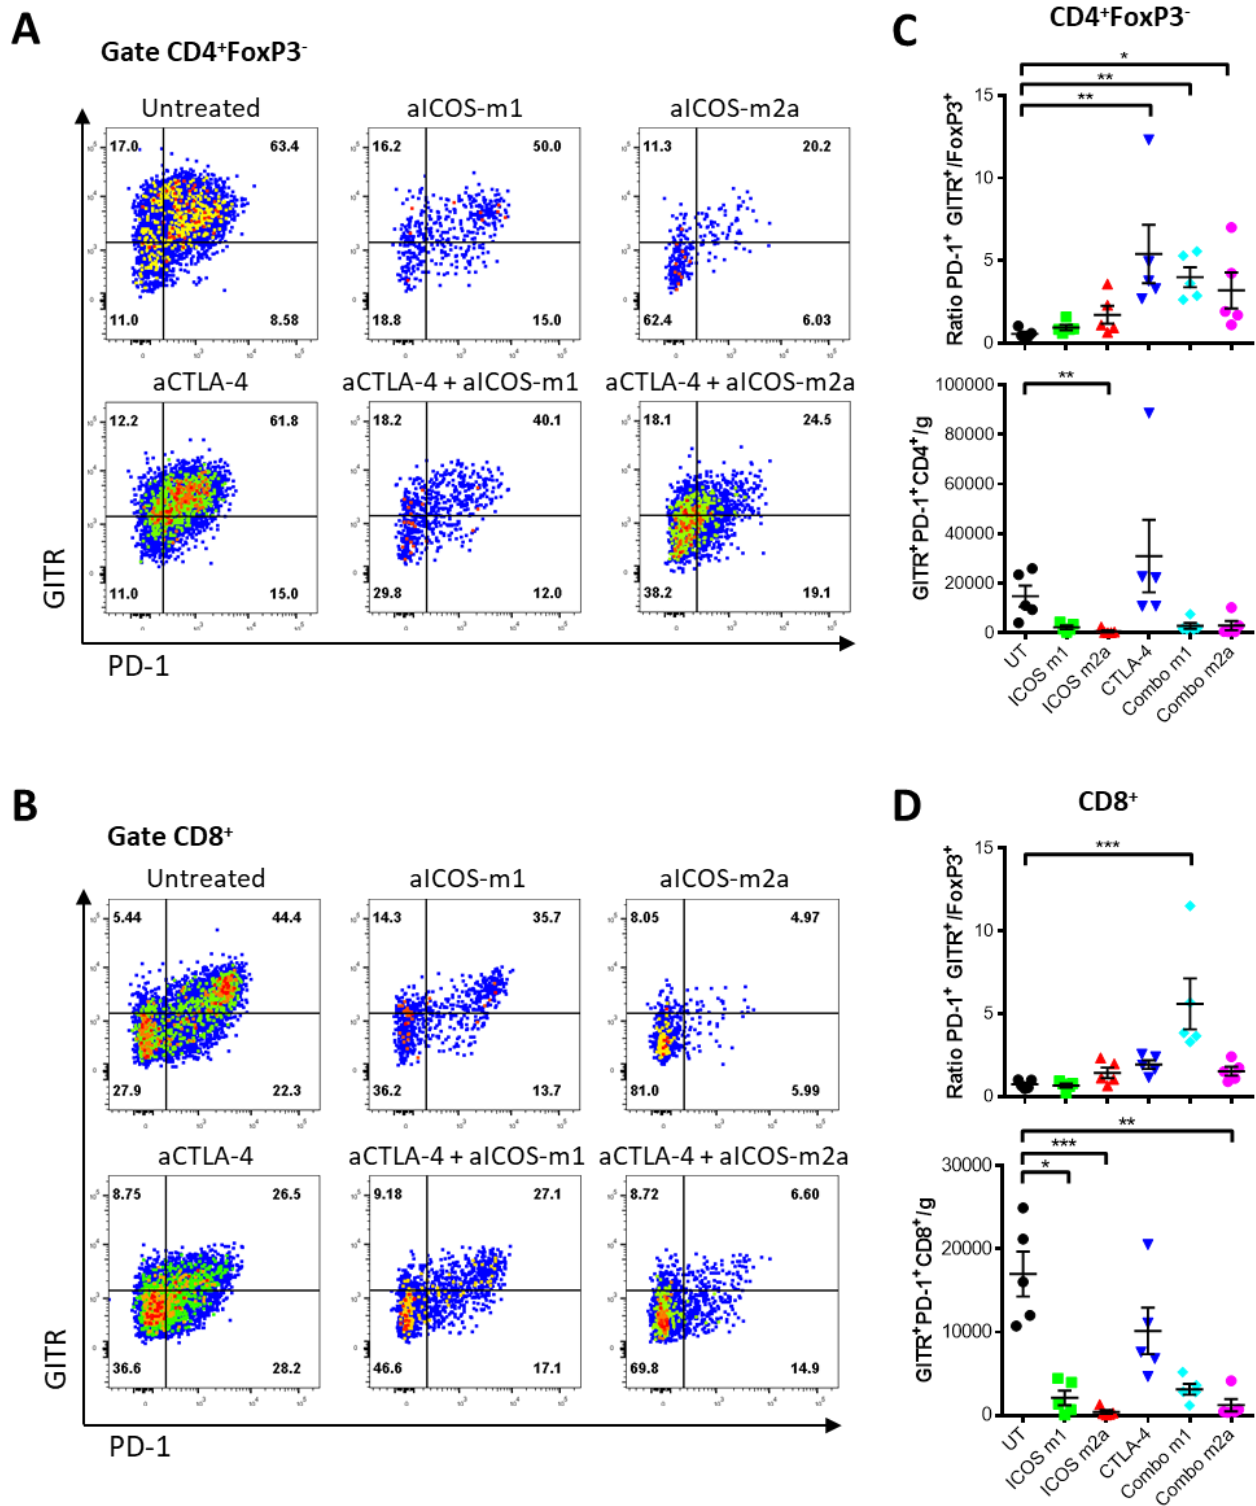 A
Gate CD4⁺FoxP3⁻
Untreated
aICOS-m1
aICOS-m2a
17.0
63.4
11.0
8.58
16.2
50.0
18.8
15.0
11.3
20.2
62.4
6.03
aCTLA-4
aCTLA-4 + aICOS-m1
aCTLA-4 + aICOS-m2a
12.2
61.8
11.0
15.0
18.2
40.1
29.8
12.0
18.1
24.5
38.2
19.1
GITR
PD-1
C
CD4⁺FoxP3⁻
*
**
**
Ratio PD-1⁺ GITR⁺/FoxP3⁺
15
10
5
0
**
GITR⁺PD-1⁺CD4⁺/g
100000
80000
60000
40000
20000
0
UT
ICOS m1
ICOS m2a
CTLA-4
Combo m1
Combo m2a
B
Gate CD8⁺
Untreated
aICOS-m1
aICOS-m2a
5.44
44.4
27.9
22.3
14.3
35.7
36.2
13.7
8.05
4.97
81.0
5.99
aCTLA-4
aCTLA-4 + aICOS-m1
aCTLA-4 + aICOS-m2a
8.75
26.5
36.6
28.2
9.18
27.1
46.6
17.1
8.72
6.60
69.8
14.9
GITR
PD-1
D
CD8⁺
***
Ratio PD-1⁺ GITR⁺/FoxP3⁺
15
10
5
0
**
***
*
GITR⁺PD-1⁺CD8⁺/g
30000
20000
10000
0
UT
ICOS m1
ICOS m2a
CTLA-4
Combo m1
Combo m2a